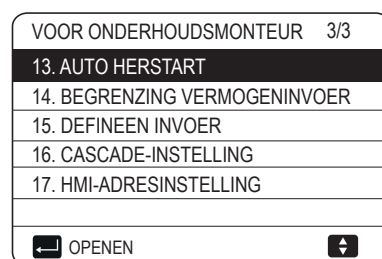 VOOR ONDERHOUDSMONTEUR 3/3
13. AUTO HERSTART
14. BEGRENZING VERMOGENINVOER
15. DEFINEEN INVOER
16. CASCADE-INSTELLING
17. HMI-ADRESINSTELLING
OPENEN